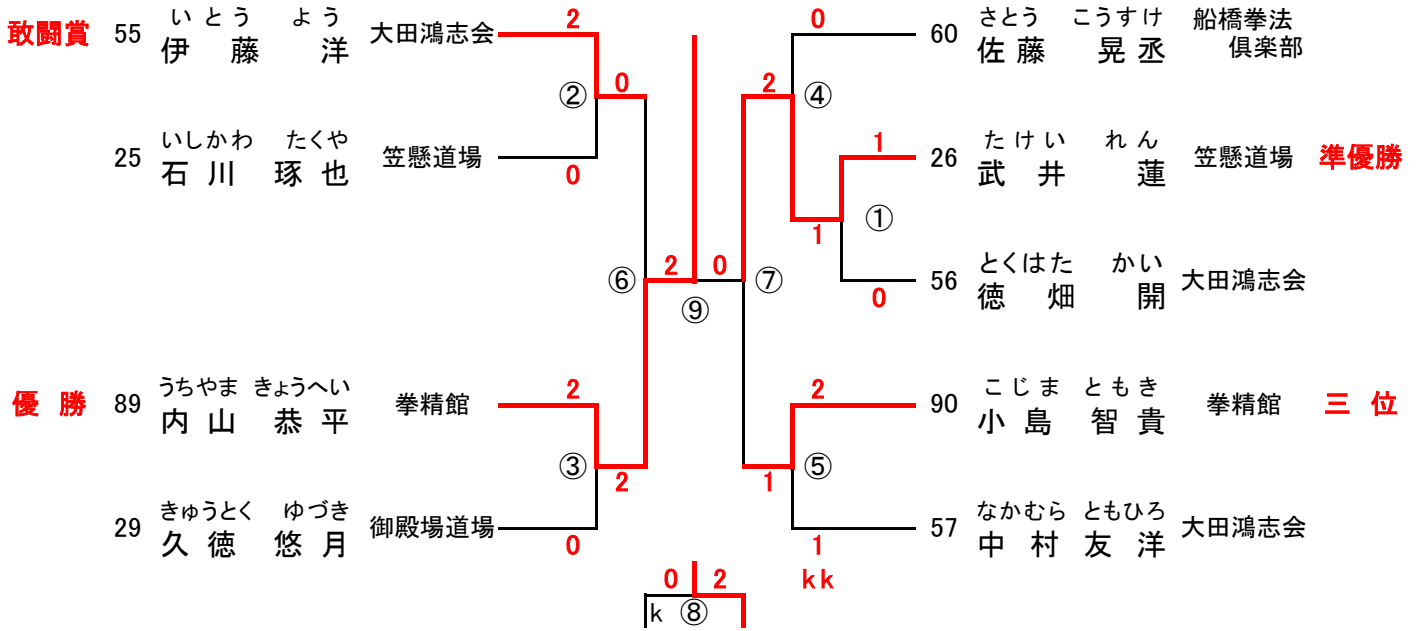 敢闘賞 55 いとう よう 大田鴻志会 2
伊藤 洋
② 0
25 いしかわ たくや 笠懸道場 0
石川 琢也
⑥ 2 0 ⑦
⑨
優勝 89 うちやま きょうへい 拳精館 2
内山 恭平
③ 2
29 きゅうとく ゆづき 御殿場道場 0
久徳 悠月
0 60 さとう こうすけ 船橋拳法
佐藤 晃丞 倶楽部
2 ④
1 26 たけい れん 笠懸道場 準優勝
武井 蓮
1 ①
0 56 とくはた かい 大田鴻志会
徳畑 開
2 90 こじま ともき 拳精館 三位
小島 智貴
1 ⑤
1 57 なかむら ともひろ 大田鴻志会
中村 友洋
kk
0 2
k ⑧